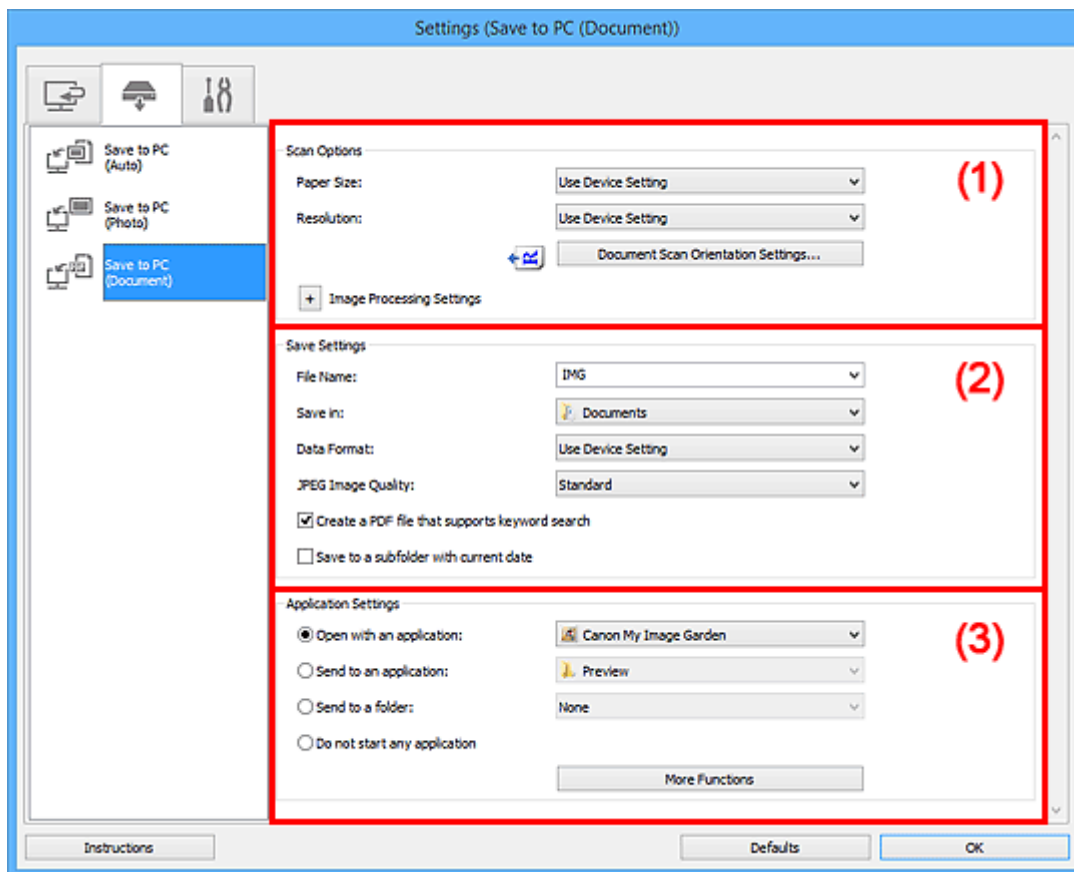 Settings (Save to PC (Document))
Save to PC
(Auto)
Save to PC
(Photo)
Save to PC
(Document)
Scan Options
(1)
Paper Size: Use Device Setting
Resolution: Use Device Setting
Document Scan Orientation Settings...
+ Image Processing Settings
Save Settings
(2)
File Name: IMG
Save in: Documents
Data Format: Use Device Setting
JPEG Image Quality: Standard
Create a PDF file that supports keyword search
Save to a subfolder with current date
Application Settings
(3)
Open with an application: Canon My Image Garden
Send to an application: Preview
Send to a folder: None
Do not start any application
More Functions
Instructions Defaults OK